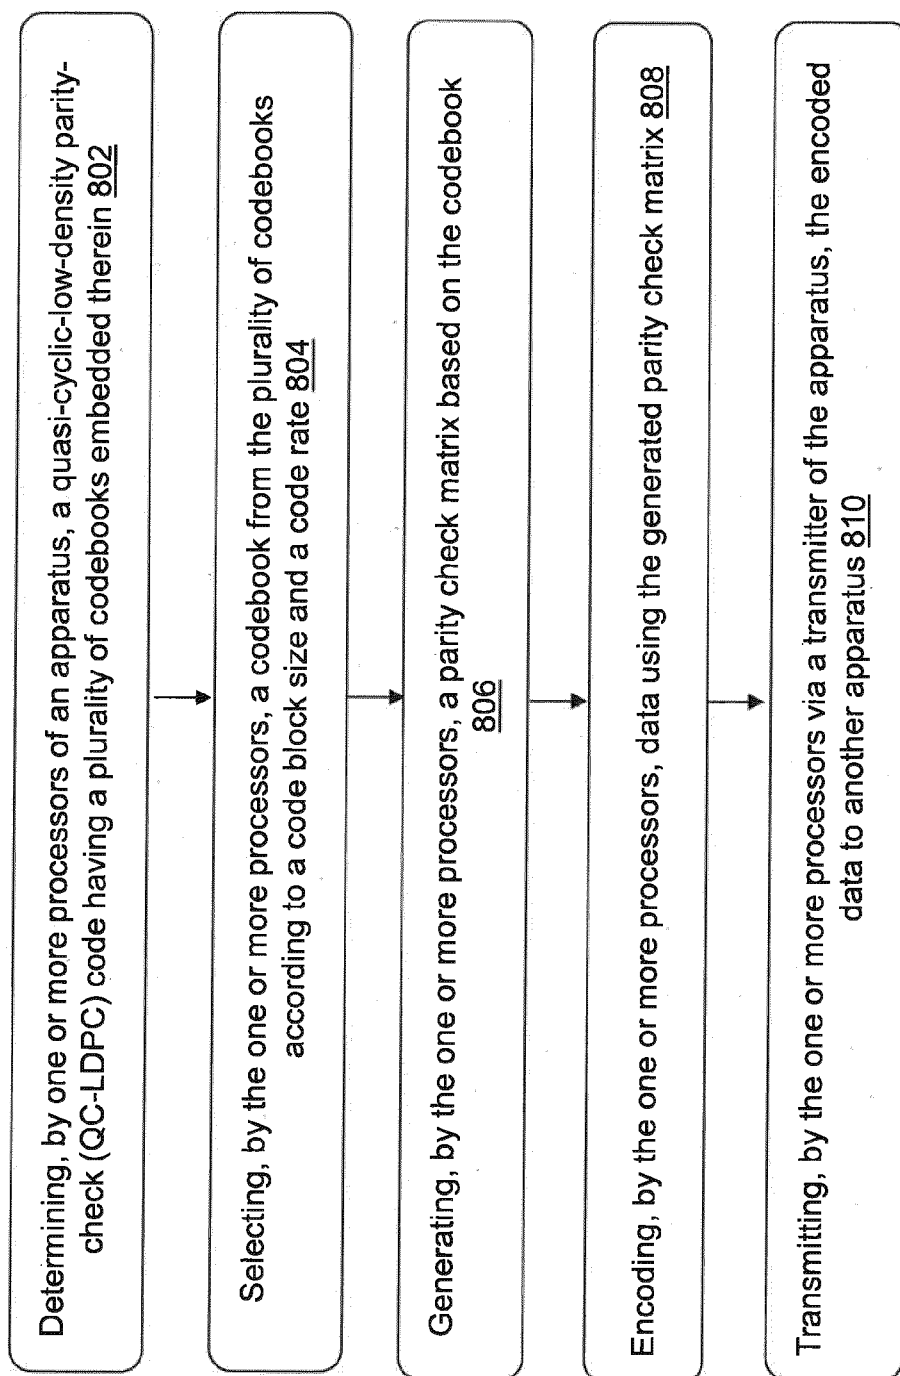 Determining, by one or more processors of an apparatus, a quasi-cyclic-low-density parity-
check (QC-LDPC) code having a plurality of codebooks embedded therein 802
Selecting, by the one or more processors, a codebook from the plurality of codebooks
according to a code block size and a code rate 804
Generating, by the one or more processors, a parity check matrix based on the codebook
806
Encoding, by the one or more processors, data using the generated parity check matrix 808
Transmitting, by the one or more processors via a transmitter of the apparatus, the encoded
data to another apparatus 810